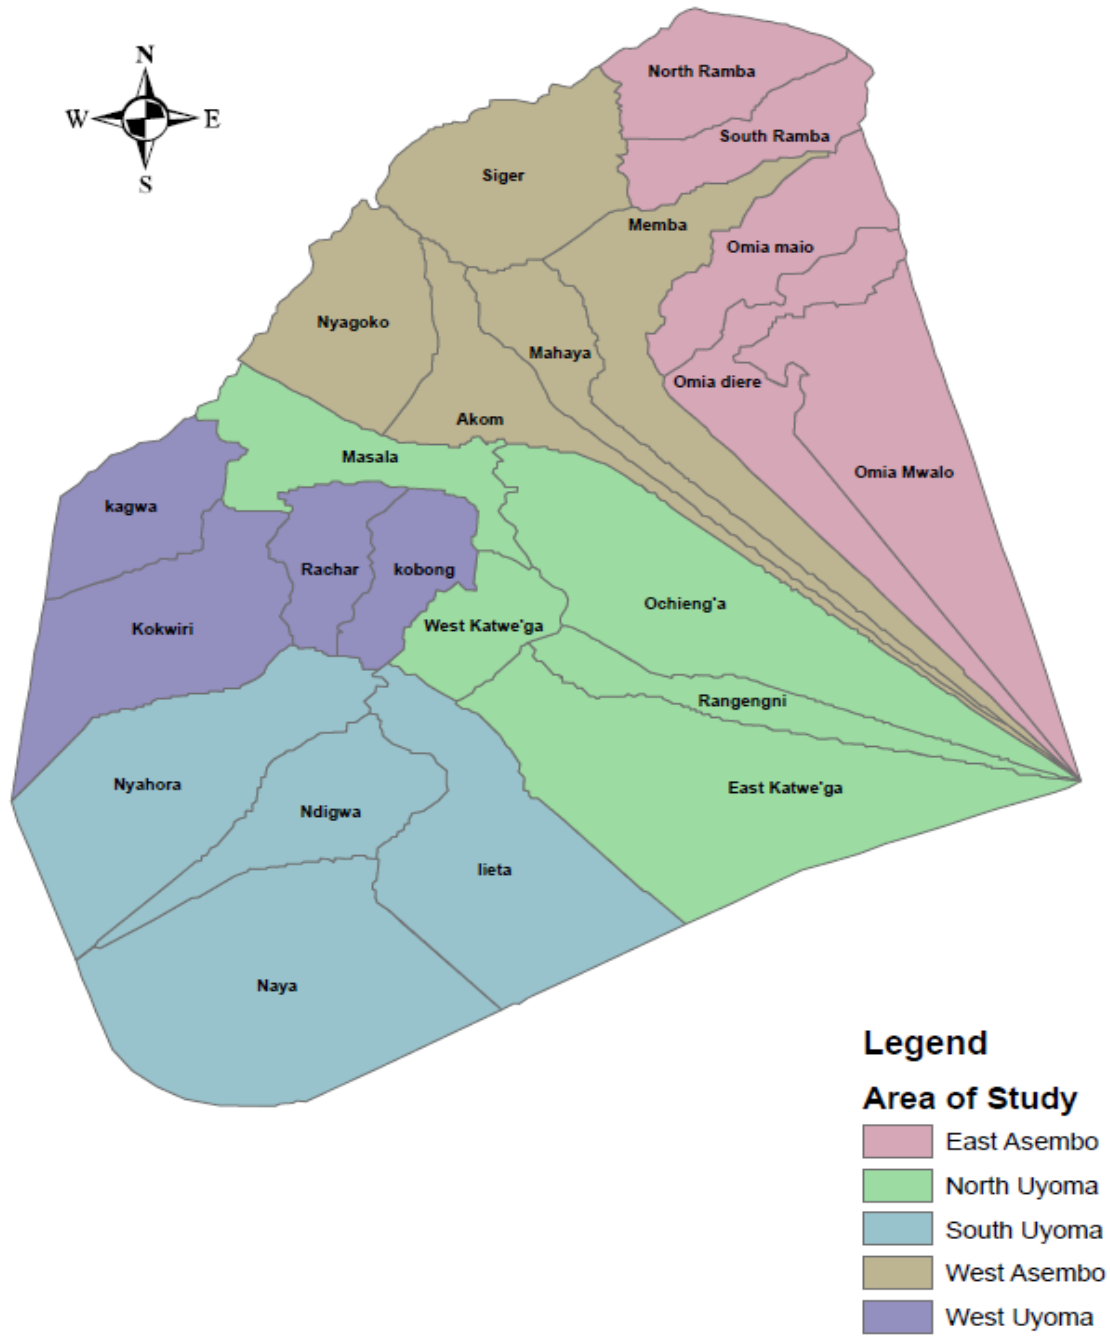 N
W E
S
North Ramba
South Ramba
Siger
Memba
Omia maio
Nyagoko
Mahaya
Omia diere
Akom
Masala
Omia Mwalo
kagwa
Rachar
kobong
Ochieng'a
Kokwiri
West Katwe'ga
Rangengni
Nyahora
East Katwe'ga
Ndigwa
lieta
Naya
Legend
Area of Study
East Asembo
North Uyoma
South Uyoma
West Asembo
West Uyoma